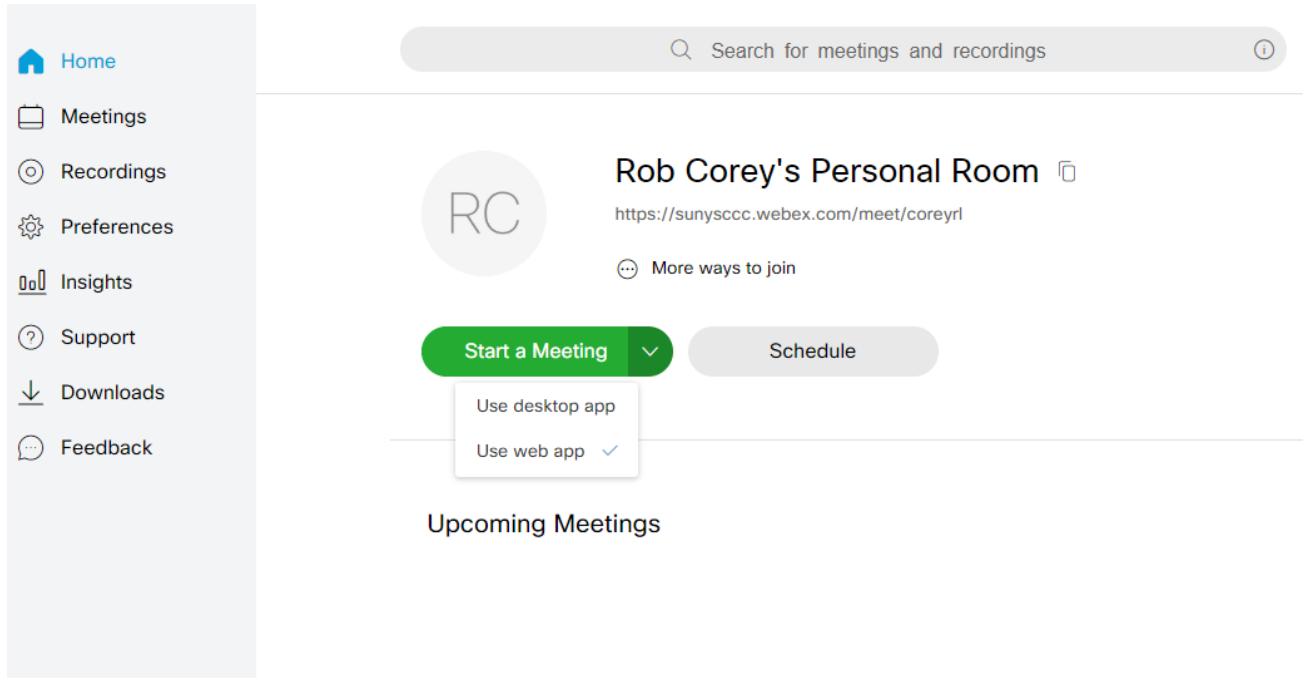 Home
Meetings
Recordings
Preferences
Insights
Support
Downloads
Feedback
Search for meetings and recordings
RC
Rob Corey's Personal Room
https://sunysccc.webex.com/meet/coreyrl
More ways to join
Start a Meeting
Schedule
Use desktop app
Use web app
Upcoming Meetings